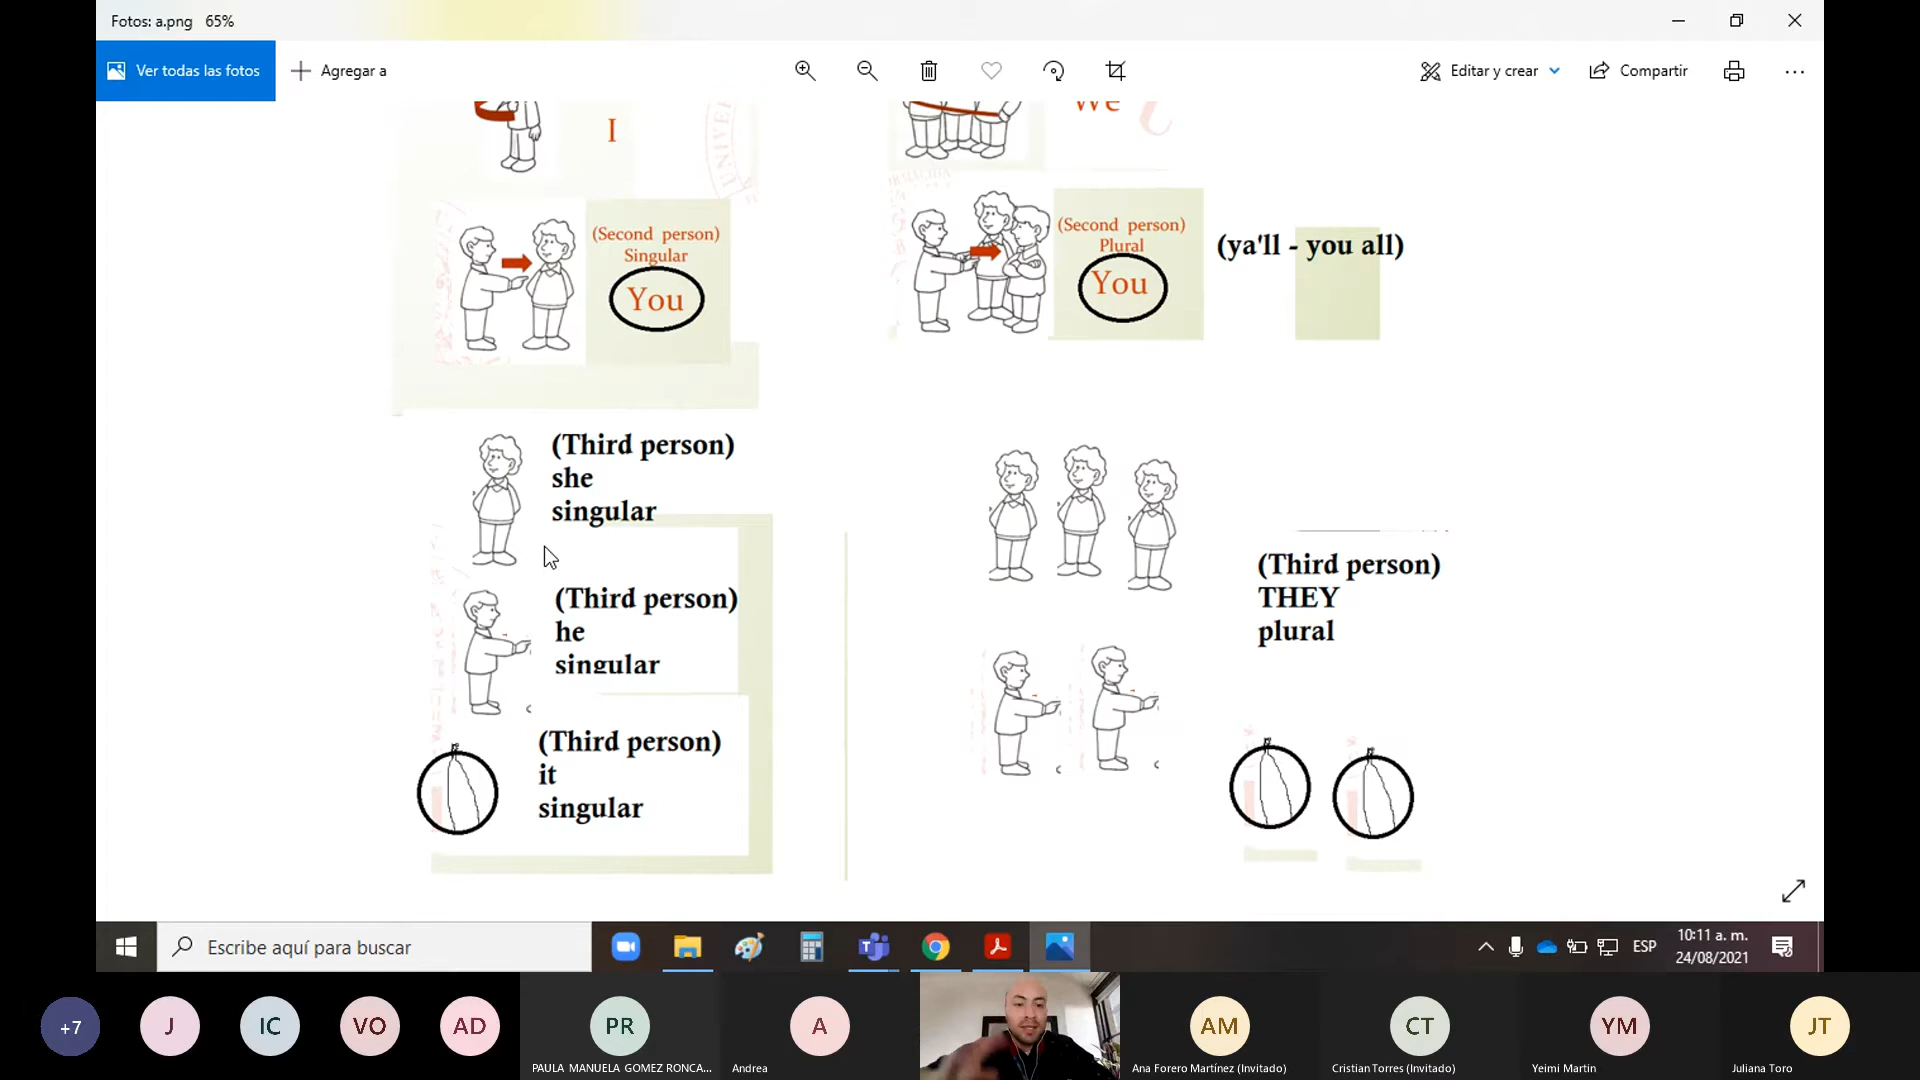 Fotos: a.png 65%
Ver todas las fotos
Agregar a
Editar y crear
Compartir
I
We
(Second person)
Singular
You
(Second person)
Plural
You
(ya'll - you all)
(Third person)
she
singular
(Third person)
he
singular
(Third person)
it
singular
(Third person)
THEY
plural
Escribe aquí para buscar
ESP
10:11 a. m.
24/08/2021
+7
J
IC
VO
AD
PR
A
AM
CT
YM
JT
PAULA MANUELA GOMEZ RONCA...
Andrea
Ana Forero Martínez (Invitado)
Cristian Torres (Invitado)
Yeimi Martin
Juliana Toro